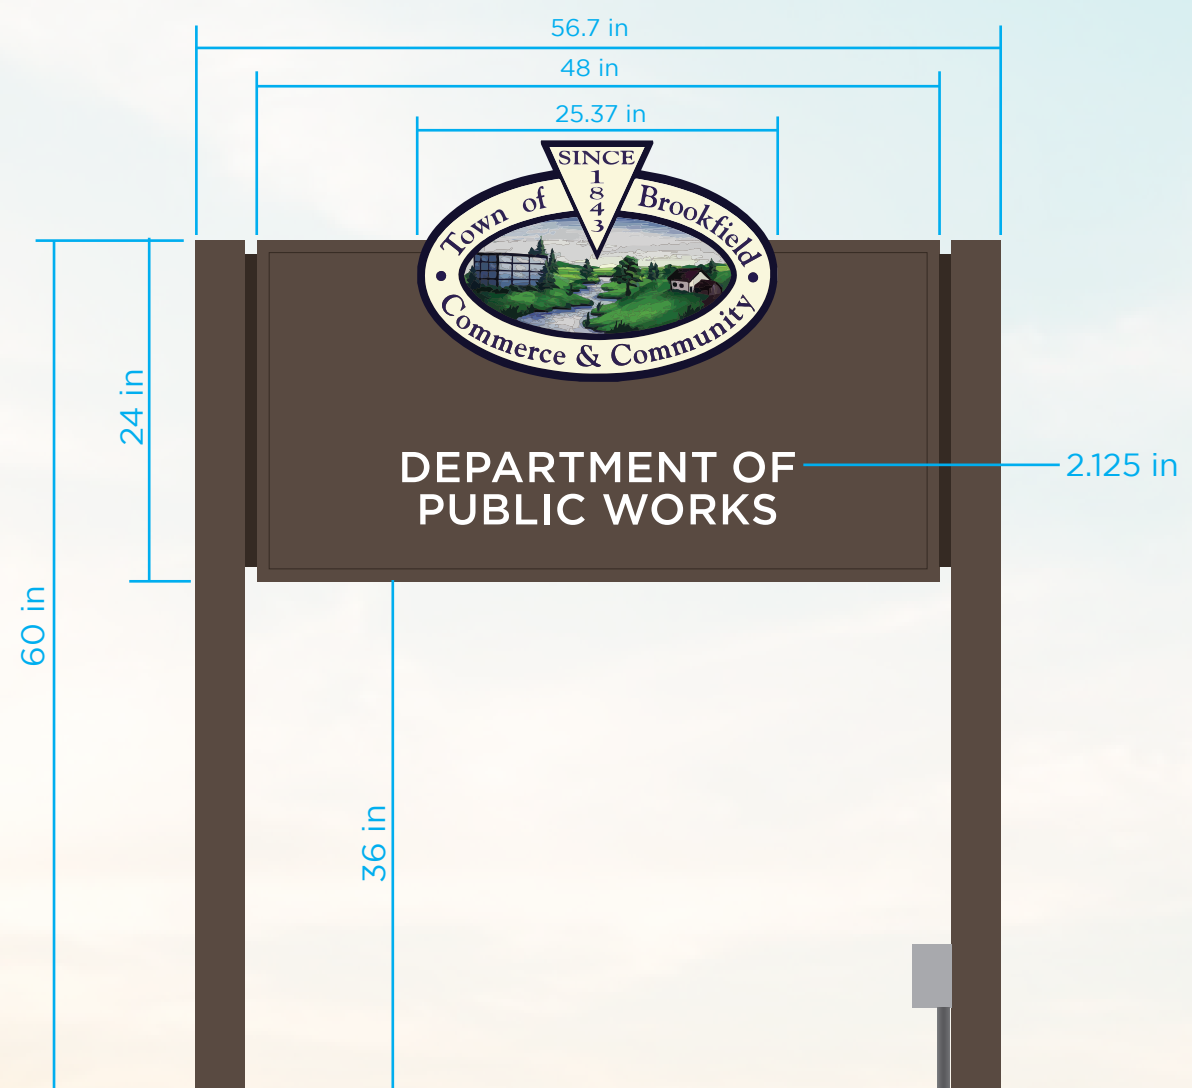 56.7 in
48 in
25.37 in
SINCE
1
8
4
3
Town of Brookfield
Commerce & Community
24 in
DEPARTMENT OF
PUBLIC WORKS
2.125 in
60 in
36 in